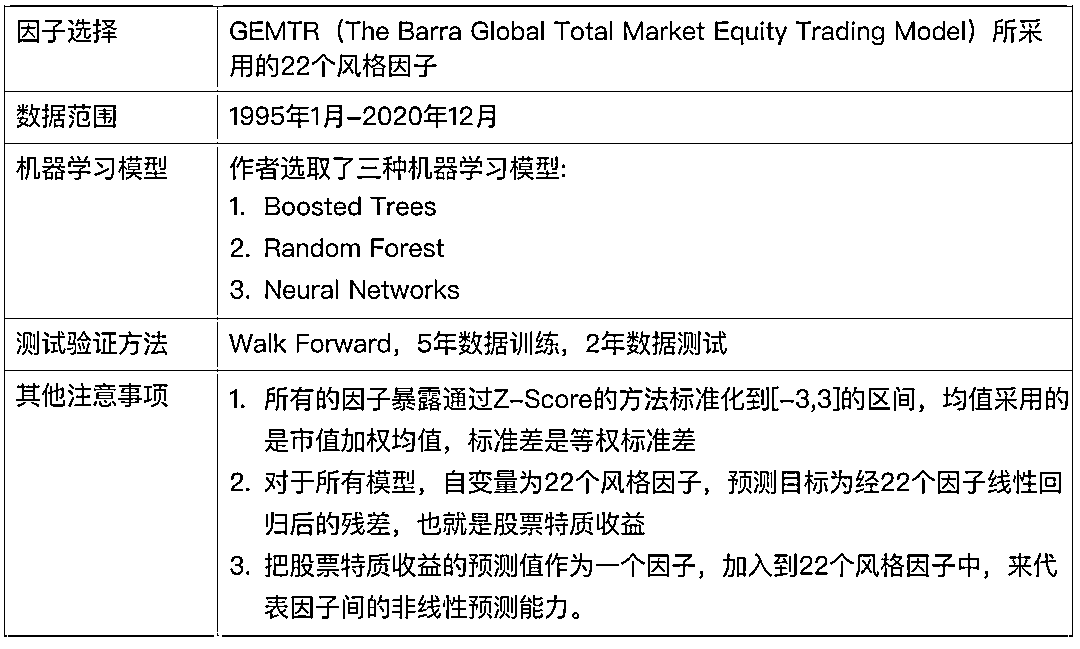 因子选择
GEMTR（The Barra Global Total Market Equity Trading Model）所采
用的22个风格因子
数据范围
1995年1月-2020年12月
机器学习模型
作者选取了三种机器学习模型:
1. Boosted Trees
2. Random Forest
3. Neural Networks
测试验证方法
Walk Forward，5年数据训练，2年数据测试
其他注意事项
1. 所有的因子暴露通过Z-Score的方法标准化到[-3,3]的区间，均值采用的
是市值加权均值，标准差是等权标准差
2. 对于所有模型，自变量为22个风格因子，预测目标为经22个因子线性回
归后的残差，也就是股票特质收益
3. 把股票特质收益的预测值作为一个因子，加入到22个风格因子中，来代
表因子间的非线性预测能力。